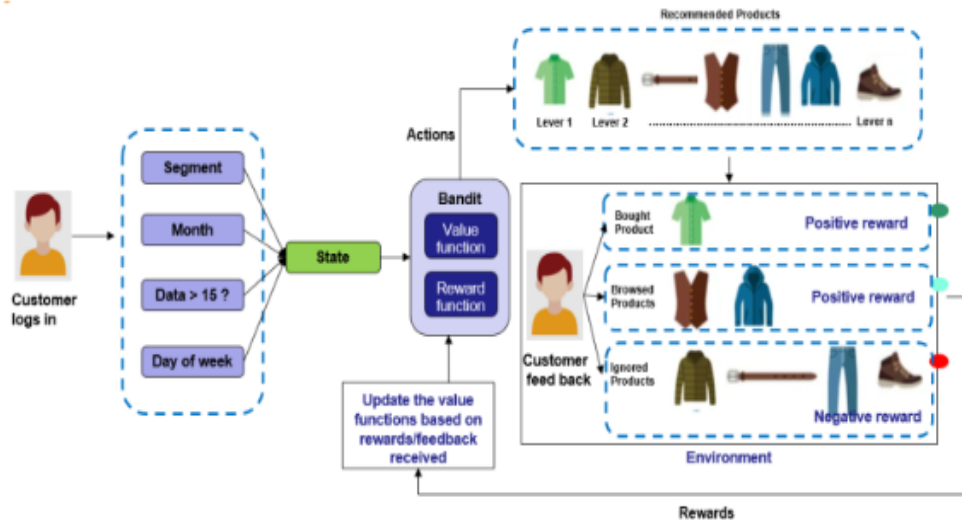 Recommended Products
Lever 1
Lever 2
Lever n
Actions
Segment
Month
Data > 15 ?
Day of week
Customer
logs in
State
Bandit
Value
function
Reward
function
Update the value
functions based on
rewards/feedback
received
Bought
Product
Positive reward
Browsed
Products
Positive reward
Ignored
Products
Negative reward
Customer
feed back
Environment
Rewards